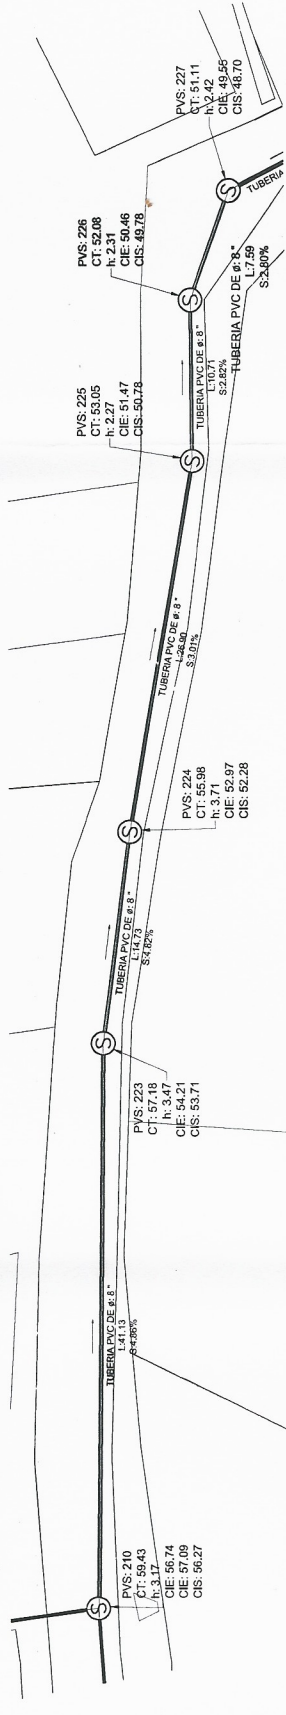 PVS: 210
CT: 59.43
h: 3.17
CIE: 56.74
CIE: 57.09
CIS: 56.27
S
TUBERIA PVC DE ø: 8 "
L:41.13
S:4.86%
S
PVS: 223
CT: 57.18
h: 3.47
CIE: 54.21
CIS: 53.71
TUBERIA PVC DE ø: 8 "
L:14.73
S:4.82%
S
PVS: 224
CT: 55.98
h: 3.71
CIE: 52.97
CIS: 52.28
TUBERIA PVC DE ø: 8 "
L:26.90
S:3.01%
S
PVS: 225
CT: 53.05
h: 2.27
CIE: 51.47
CIS: 50.78
TUBERIA PVC DE ø: 8 "
L:10.71
S:2.82%
S
PVS: 226
CT: 52.08
h: 2.31
CIE: 50.46
CIS: 49.78
TUBERIA PVC DE ø: 8 "
L:7.59
S:2.80%
S
PVS: 227
CT: 51.11
h: 2.42
CIE: 49.55
CIS: 48.70
TUBERIA